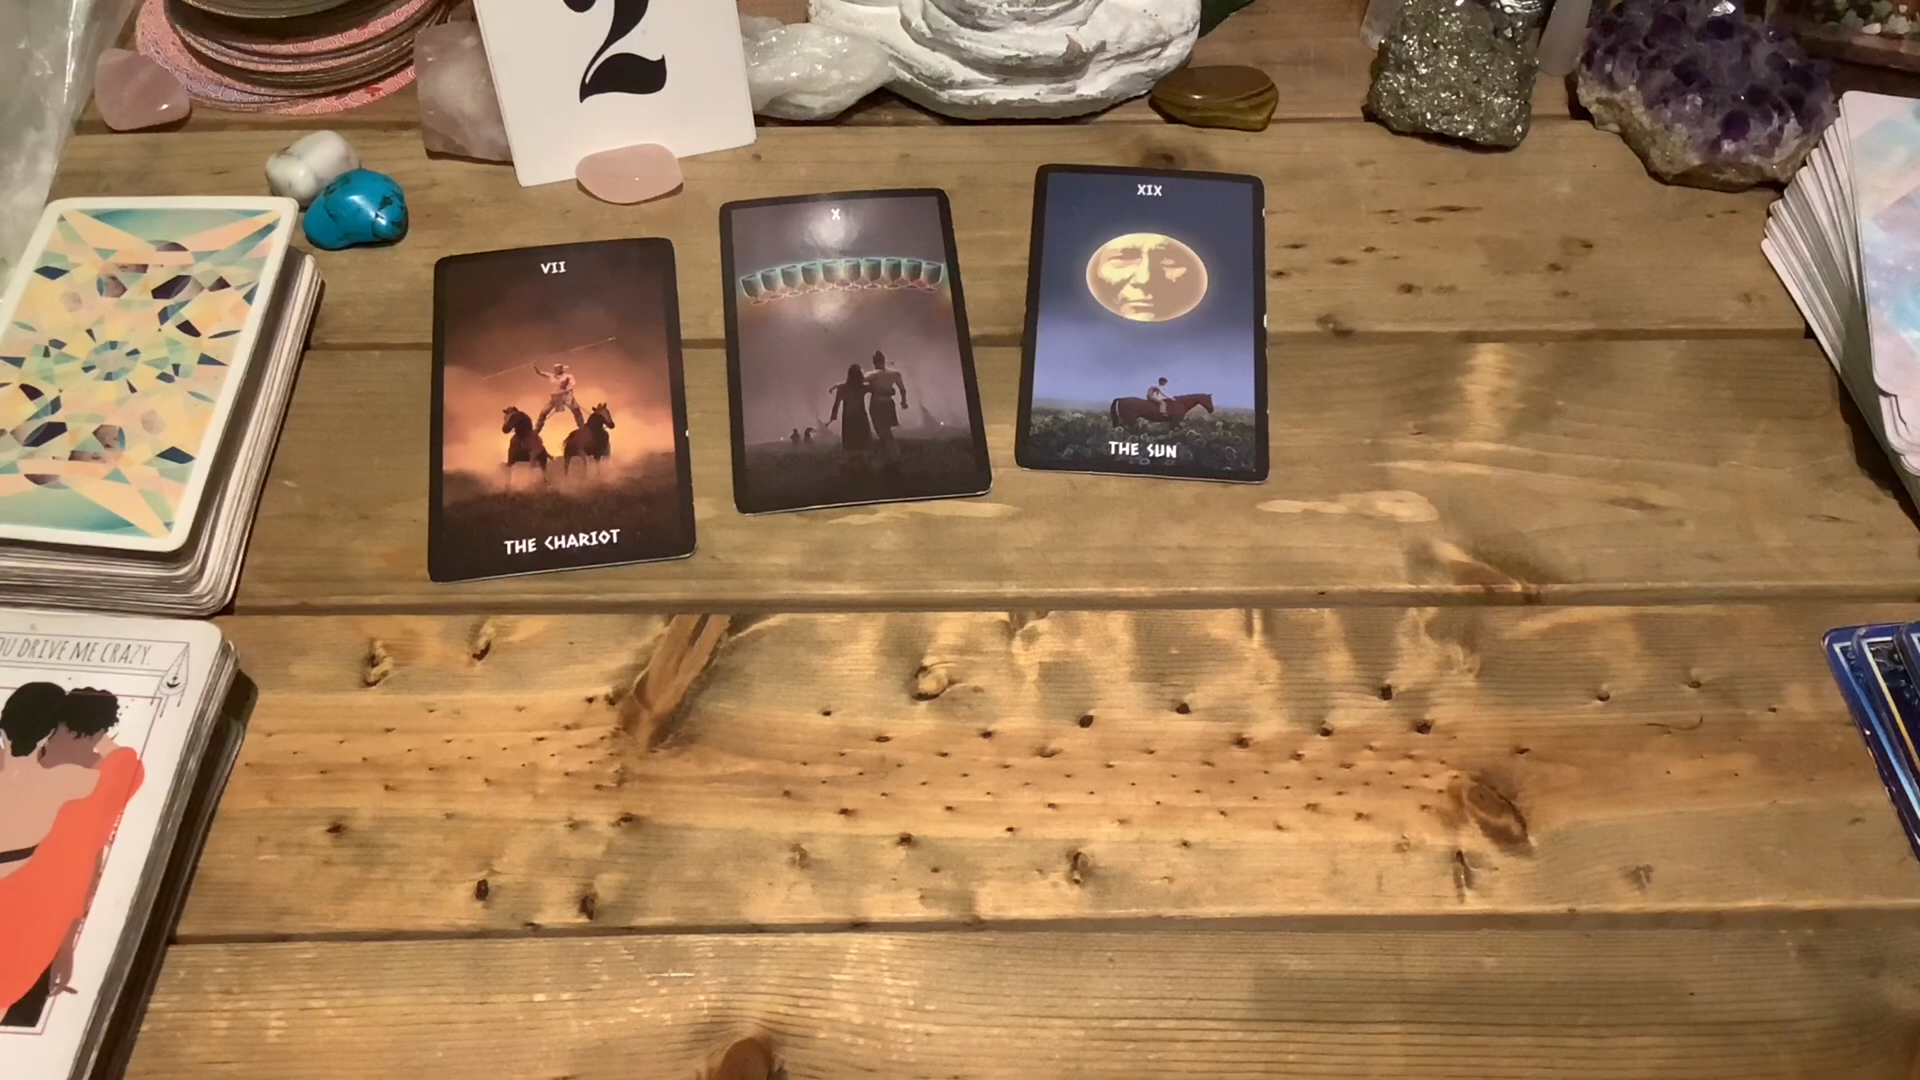 2
VII
THE CHARIOT
X
XIX
THE SUN
OU DRIVE ME CRAZY.